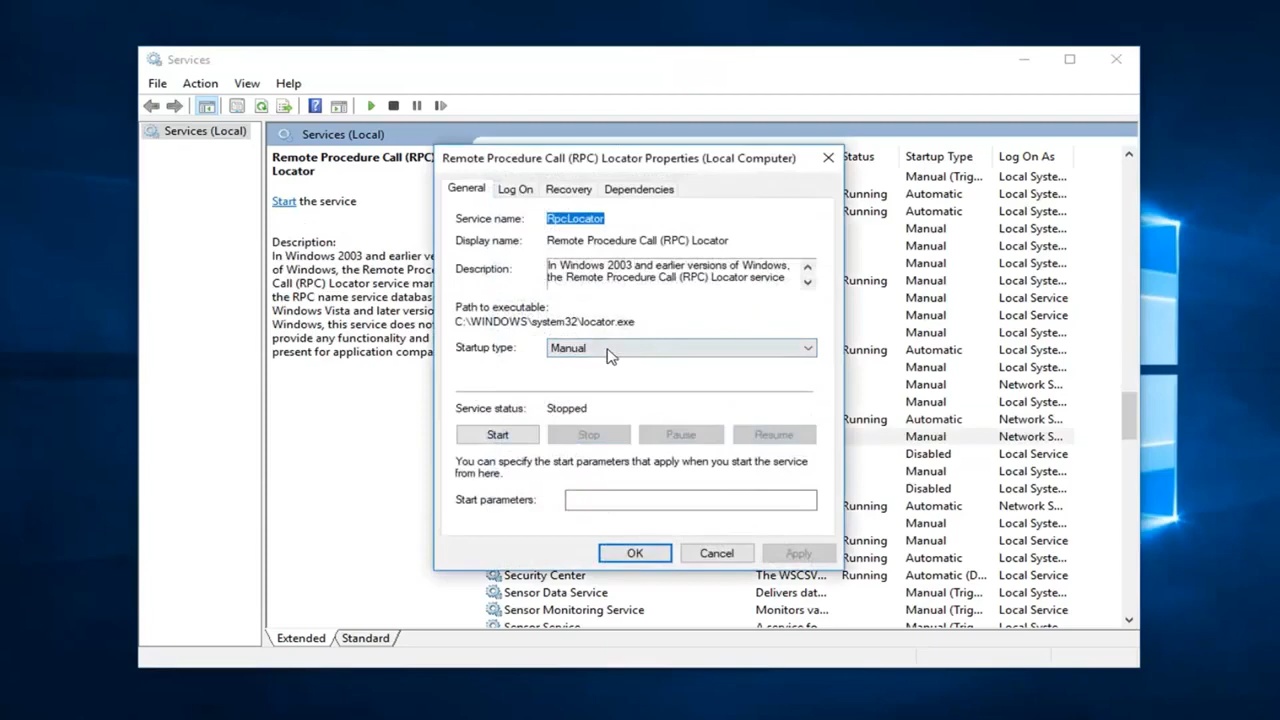 Services
File Action View Help
Services (Local)
Services (Local)
Remote Procedure Call (RPC)
Locator
Start the service
Description:
In Windows 2003 and earlier versions
of Windows, the Remote Proce
Call (RPC) Locator service mar
the RPC name service databas
Windows Vista and later version
Windows, this service does not
provide any functionality and
present for application compa
Remote Procedure Call (RPC) Locator Properties (Local Computer)
General Log On Recovery Dependencies
Service name: RpcLocator
Display name: Remote Procedure Call (RPC) Locator
Description: In Windows 2003 and earlier versions of Windows,
the Remote Procedure Call (RPC) Locator service
Path to executable:
C:\WINDOWS\system32\locator.exe
Startup type: Manual
Service status: Stopped
Start Stop Pause Resume
You can specify the start parameters that apply when you start the service
from here.
Start parameters:
OK Cancel Apply
Status Startup Type Log On As
Manual (Trig... Local Syste...
Running Automatic Local Syste...
Running Automatic Local Syste...
Manual Local Syste...
Manual Local Syste...
Manual Local Syste...
Manual Local Syste...
Manual Local Service
Running Manual Local Service
Manual Local Syste...
Running Automatic Local Syste...
Manual Local Syste...
Manual Network S...
Manual Local Syste...
Running Automatic Network S...
Manual Network S...
Disabled Local Service
Manual Local Syste...
Disabled Local Syste...
Running Automatic Network S...
Manual Local Syste...
Running Manual Local Service
Running Automatic Local Syste...
Security Center The WSCSV... Running Automatic (D... Local Service
Sensor Data Service Delivers dat... Manual (Trig... Local Syste...
Sensor Monitoring Service Monitors va... Manual (Trig... Local Service
Sensor Service A service fo... Manual (Trig... Local Syste...
Extended Standard